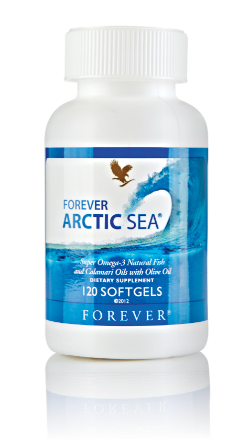 FOREVER
ARCTIC SEA®
Super Omega-3 Natural Fish
and Calamari Oils with Olive Oil
DIETARY SUPPLEMENT
120 SOFTGELS
©2012
FOREVER®